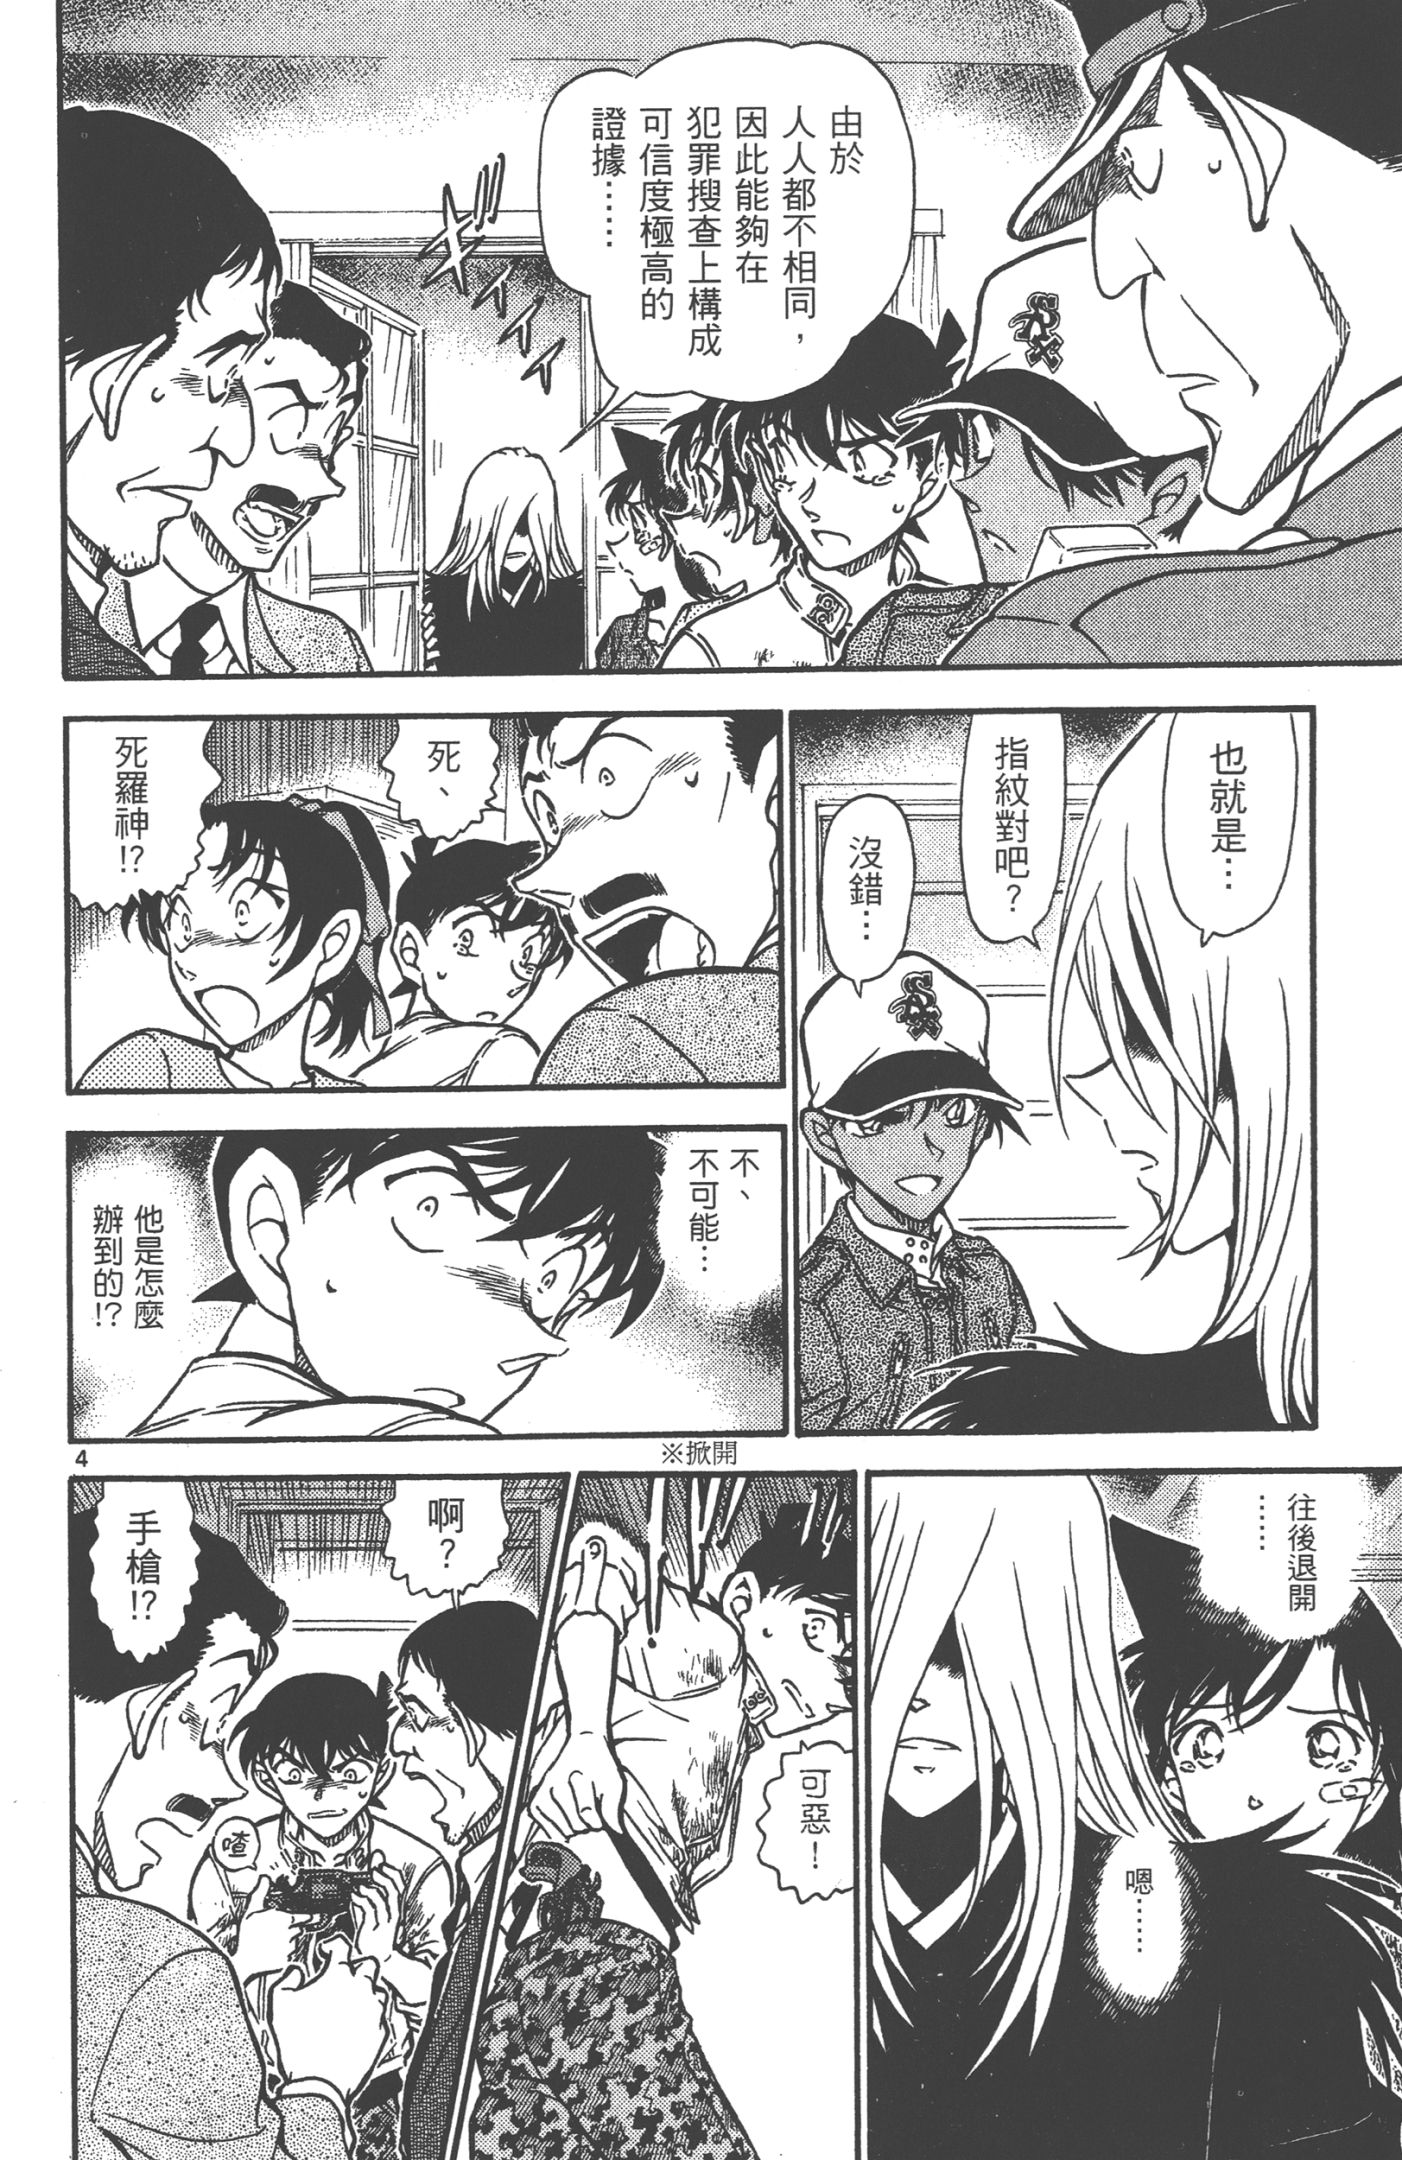 由於
人人都不相同，
因此能夠在
犯罪搜查上構成
可信度極高的
證據……
也就是…
指紋對吧？
沒錯…
死、
死羅神!?
不、
不可能…
他是怎麼
辦到的!?
4
※掀開
往後退開
……
嗯……
可惡！
啊？
手槍!?
喳